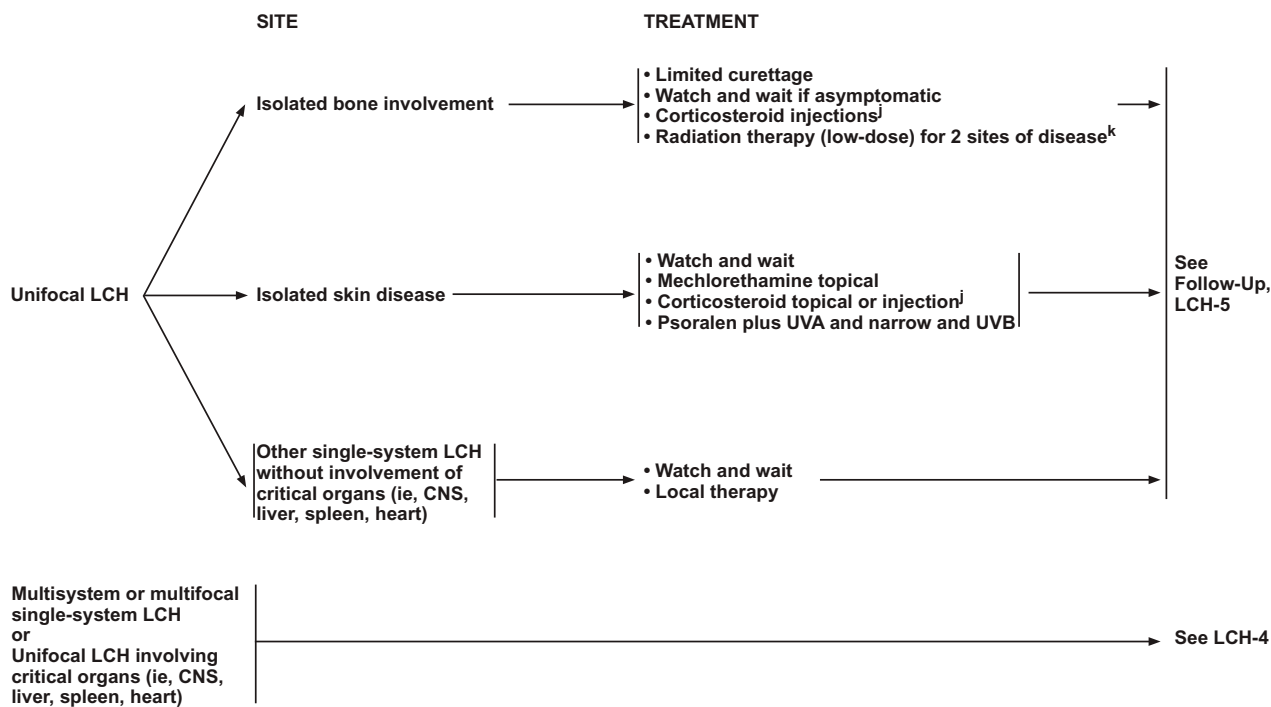 SITE
TREATMENT
Unifocal LCH
Isolated bone involvement
• Limited curettage
• Watch and wait if asymptomatic
• Corticosteroid injectionsj
• Radiation therapy (low-dose) for 2 sites of diseasek
Isolated skin disease
• Watch and wait
• Mechlorethamine topical
• Corticosteroid topical or injectionj
• Psoralen plus UVA and narrow and UVB
Other single-system LCH
without involvement of
critical organs (ie, CNS,
liver, spleen, heart)
• Watch and wait
• Local therapy
See
Follow-Up,
LCH-5
Multisystem or multifocal
single-system LCH
or
Unifocal LCH involving
critical organs (ie, CNS,
liver, spleen, heart)
See LCH-4